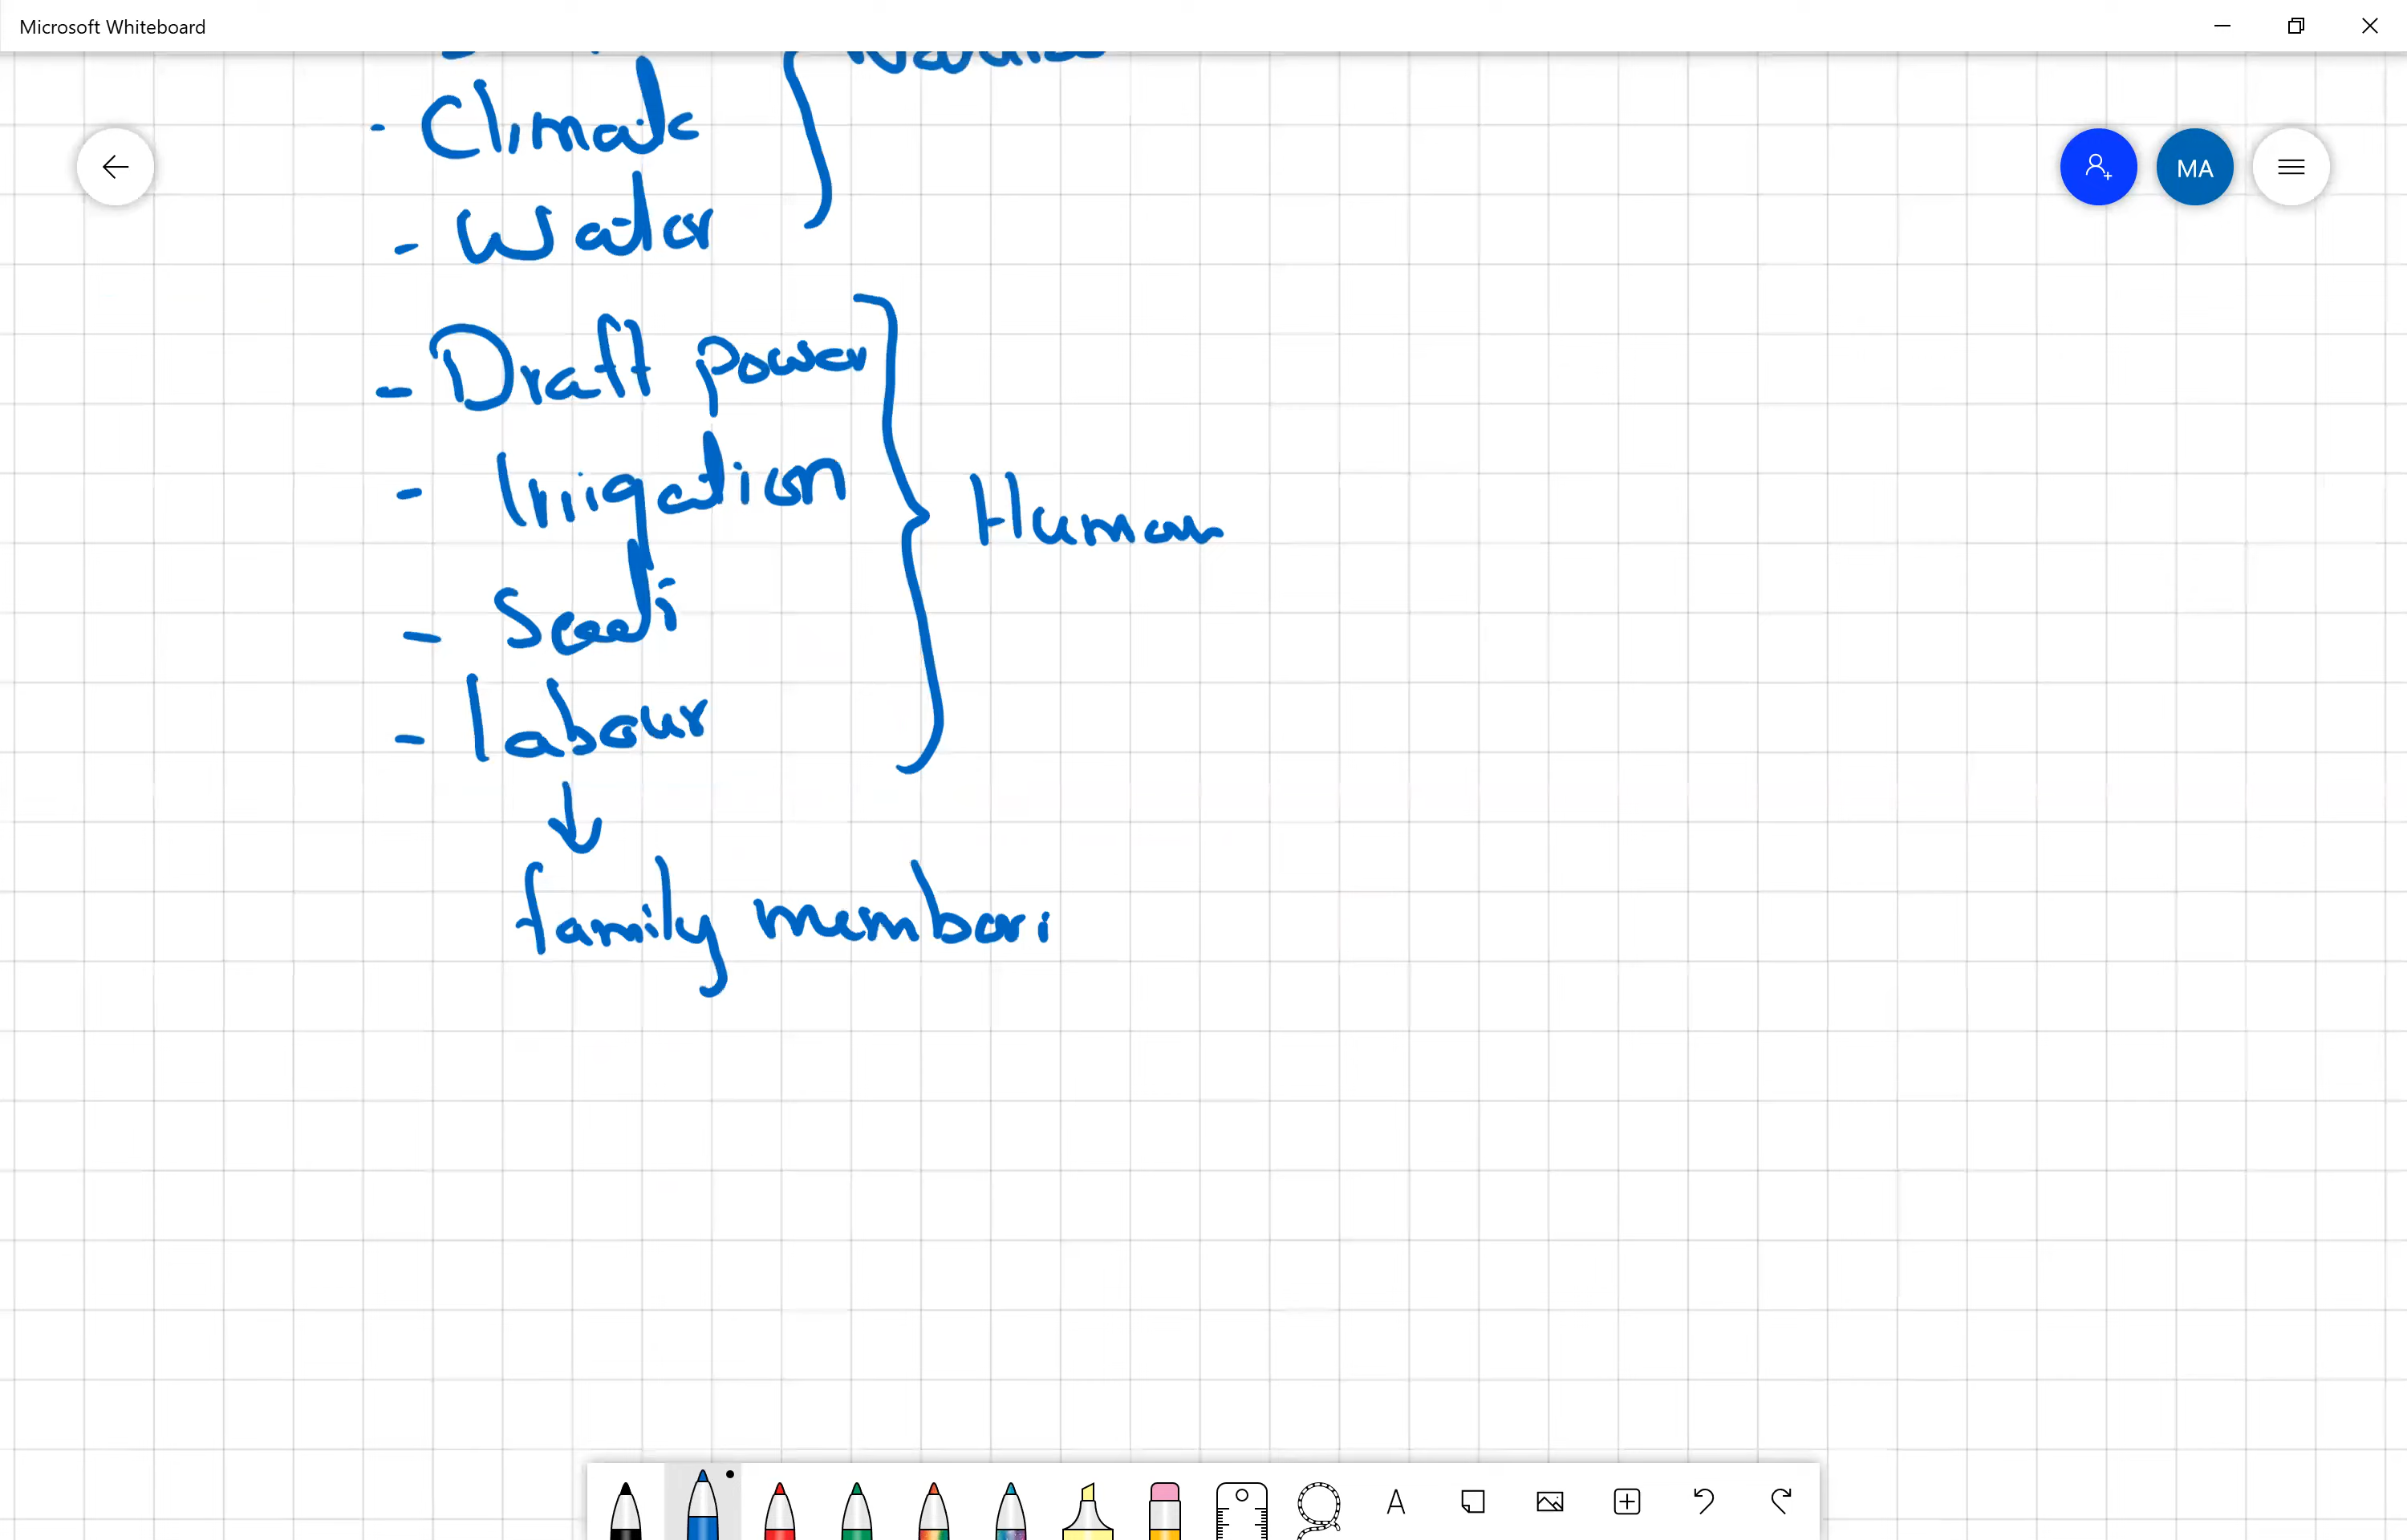 Microsoft Whiteboard
- Climate
MA
- Water
- Draft power
- Irrigation
Human
- Seeds
- labour
family members
A